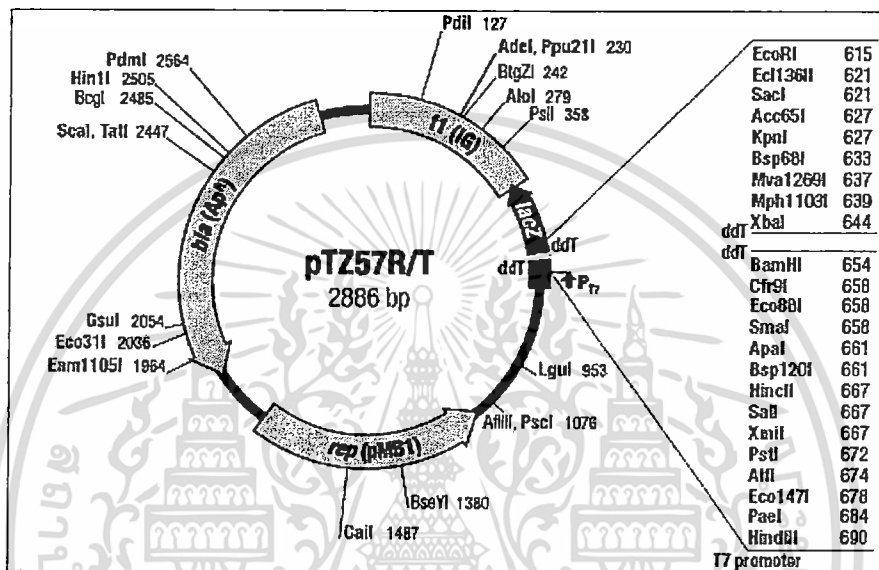 PdiI 127
AdeI, Ppu21I 230
BtgZI 242
AloI 279
PsiI 358
PdmI 2564
Hin1I 2505
BcgI 2485
ScaI, TatI 2447
f1 (IG)
lacZ
bla (ApR)
ddT
ddT
PT7
pTZ57R/T
2886 bp
GsuI 2054
Eco31I 2036
Eam1105I 1964
LguI 953
AflIII, PscI 1076
rep (pMB1)
BseYI 1380
CaiI 1487
EcoRI 615
Ecl136II 621
SacI 621
Acc65I 627
KpnI 627
Bsp68I 633
Mva1269I 637
Mph1103I 639
XbaI 644
ddT
ddT
BamHI 654
Cfr9I 658
Eco88I 658
SmaI 658
ApaI 661
Bsp120I 661
HincII 667
SalI 667
XmiI 667
PstI 672
AlfI 674
Eco147I 678
PaeI 684
HindIII 690
T7 promoter